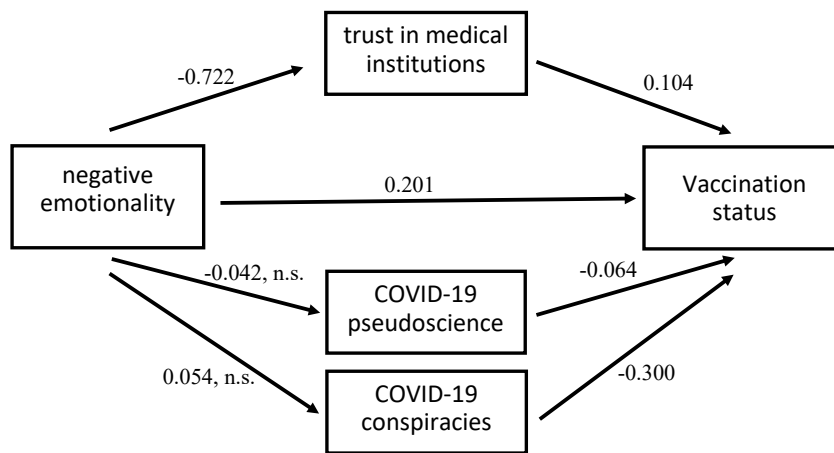 trust in medical
institutions
-0.722
0.104
negative
emotionality
0.201
Vaccination
status
-0.042, n.s.
-0.064
COVID-19
pseudoscience
0.054, n.s.
-0.300
COVID-19
conspiracies